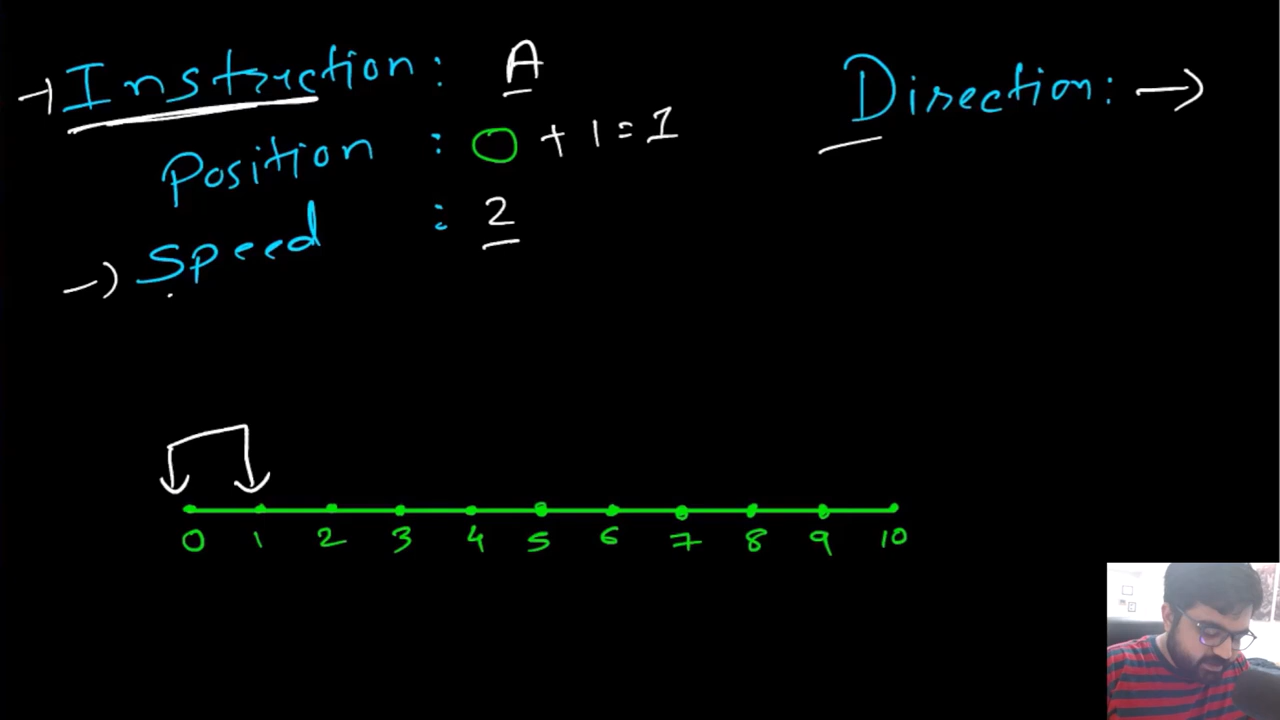 Instruction: A
Direction: →
Position : 0 + 1 = 1
Speed : 2
0 1 2 3 4 5 6 7 8 9 10